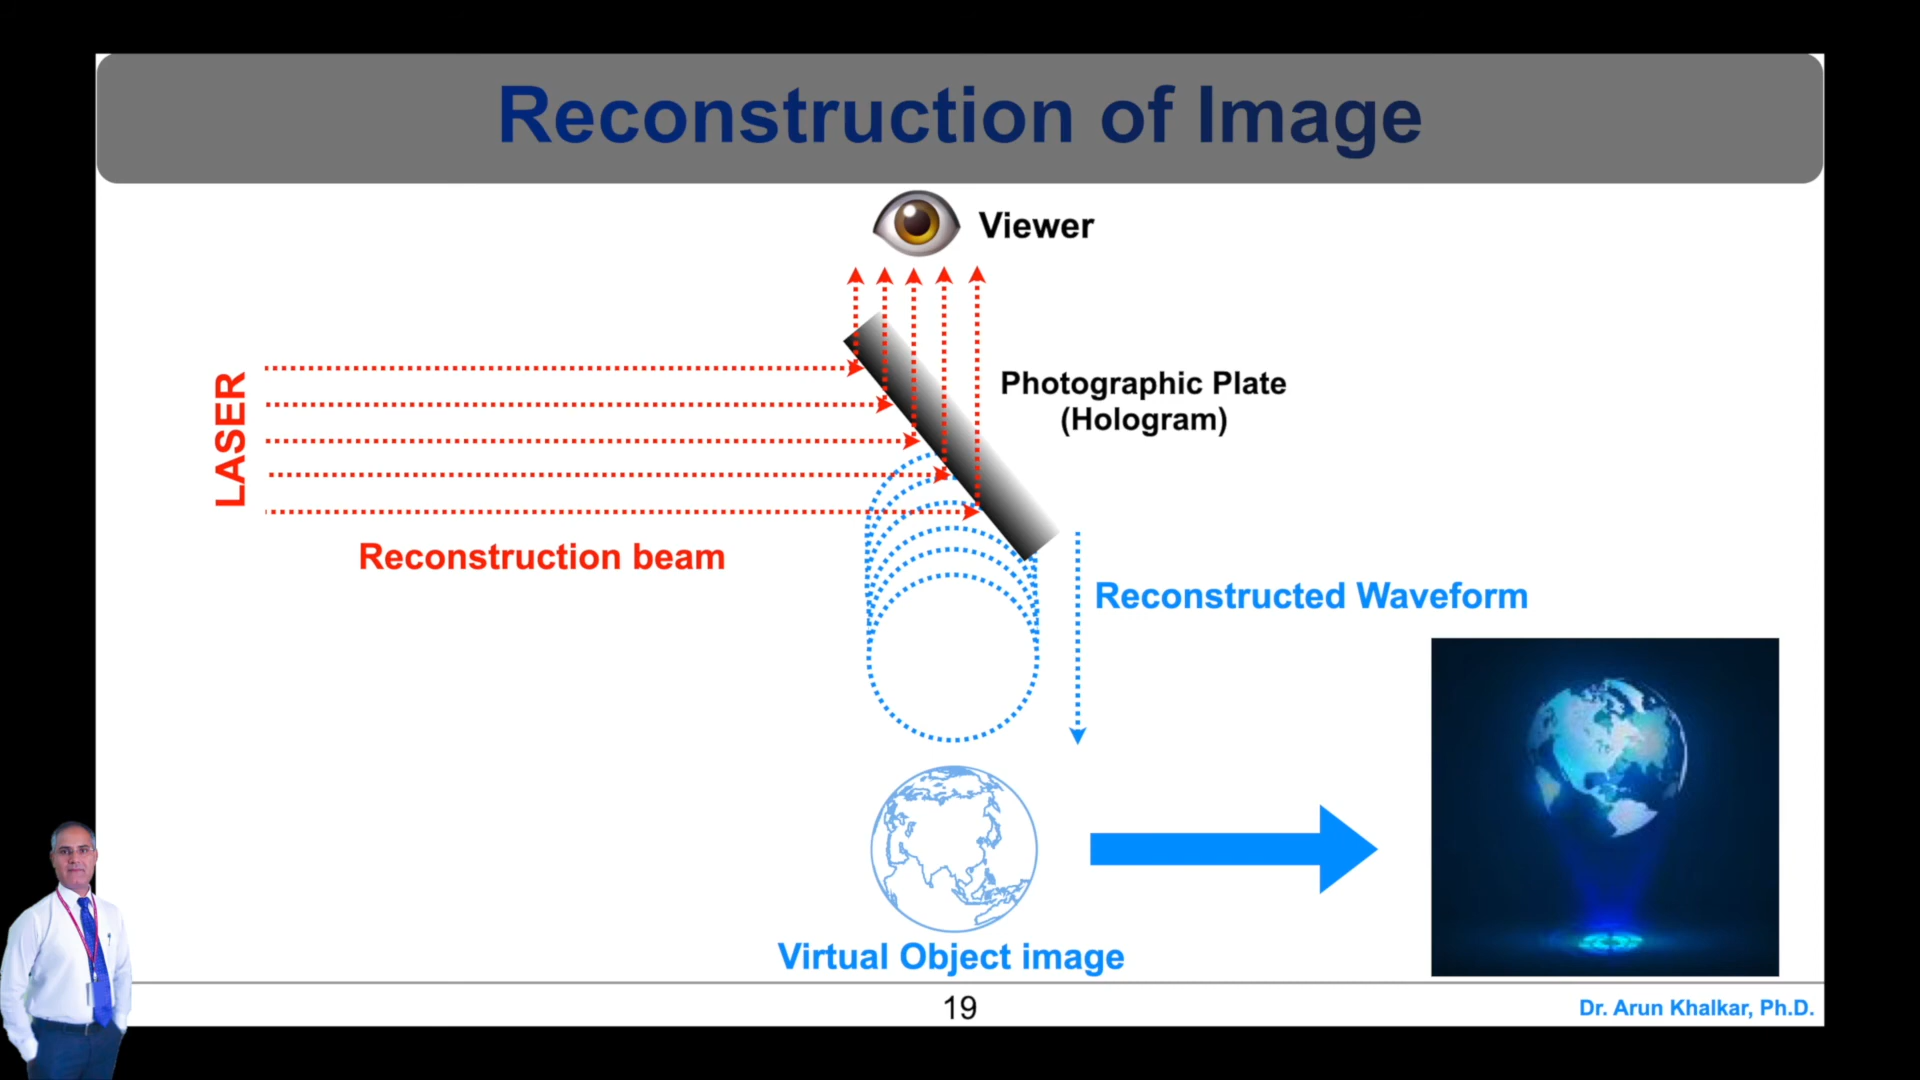 Reconstruction of Image
Viewer
LASER
Photographic Plate
(Hologram)
Reconstruction beam
Reconstructed Waveform
Virtual Object image
19
Dr. Arun Khalkar, Ph.D.